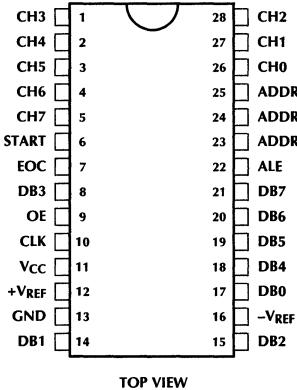 CH3 1 28 CH2
CH4 2 27 CH1
CH5 3 26 CH0
CH6 4 25 ADDR
CH7 5 24 ADDR
START 6 23 ADDR
EOC 7 22 ALE
DB3 8 21 DB7
OE 9 20 DB6
CLK 10 19 DB5
VCC 11 18 DB4
+VREF 12 17 DB0
GND 13 16 –VREF
DB1 14 15 DB2
TOP VIEW